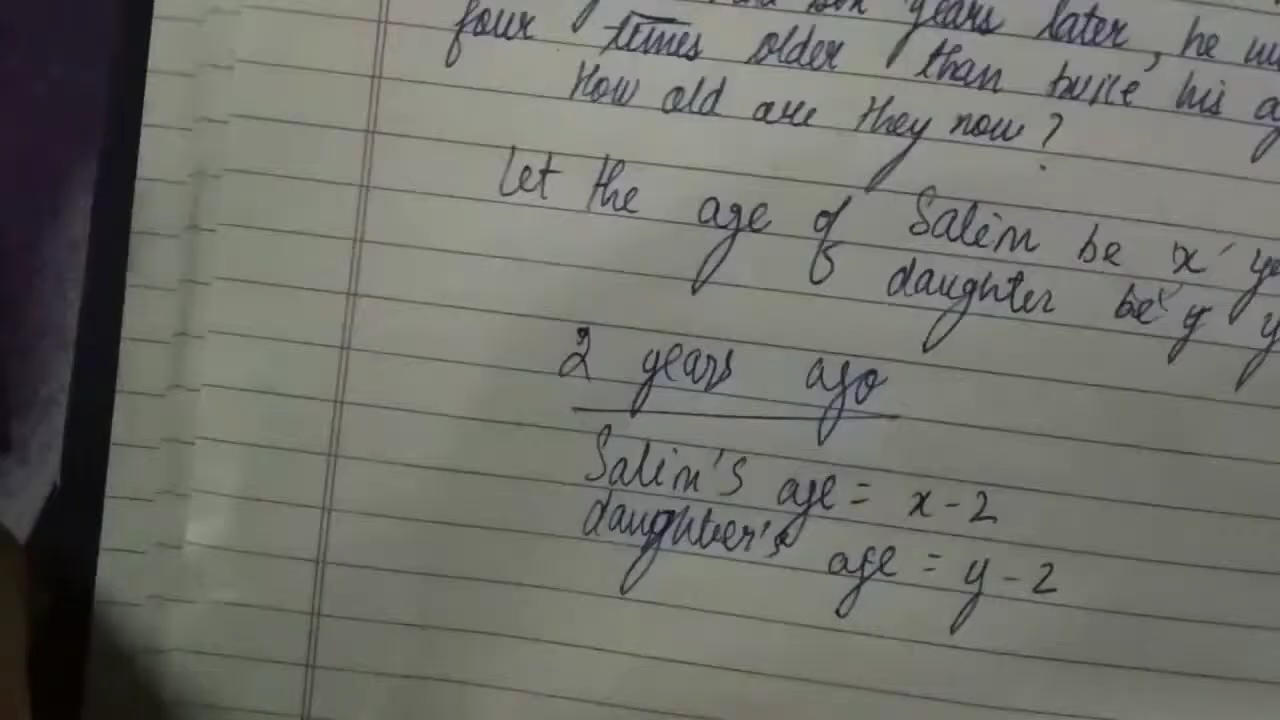 years later, he
four times older than twice his
How old are they now?
Let the age of Salim be x' ye
daughter be 'y y
2 years ago
Salim's age = x-2
daughter's age = y-2